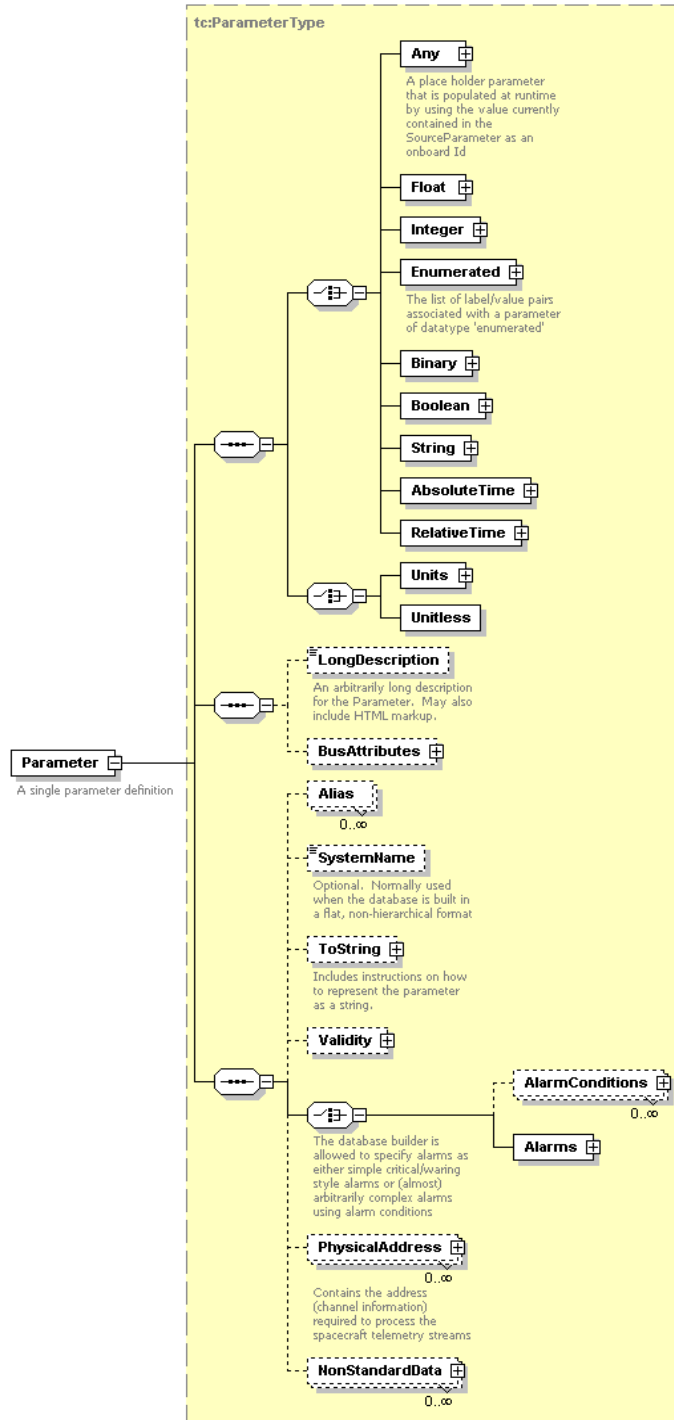 tc:ParameterType
Any
A place holder parameter
that is populated at runtime
by using the value currently
contained in the
SourceParameter as an
onboard Id
Float
Integer
Enumerated
The list of label/value pairs
associated with a parameter
of datatype 'enumerated'
Binary
Boolean
String
AbsoluteTime
RelativeTime
Units
Unitless
LongDescription
An arbitrarily long description
for the Parameter.  May also
include HTML markup.
BusAttributes
Parameter
A single parameter definition
Alias
0..∞
SystemName
Optional.  Normally used
when the database is built in
a flat, non-hierarchical format
ToString
Includes instructions on how
to represent the parameter
as a string.
Validity
AlarmConditions
0..∞
Alarms
The database builder is
allowed to specify alarms as
either simple critical/waring
style alarms or (almost)
arbitrarily complex alarms
using alarm conditions
PhysicalAddress
0..∞
Contains the address
(channel information)
required to process the
spacecraft telemetry streams
NonStandardData
0..∞